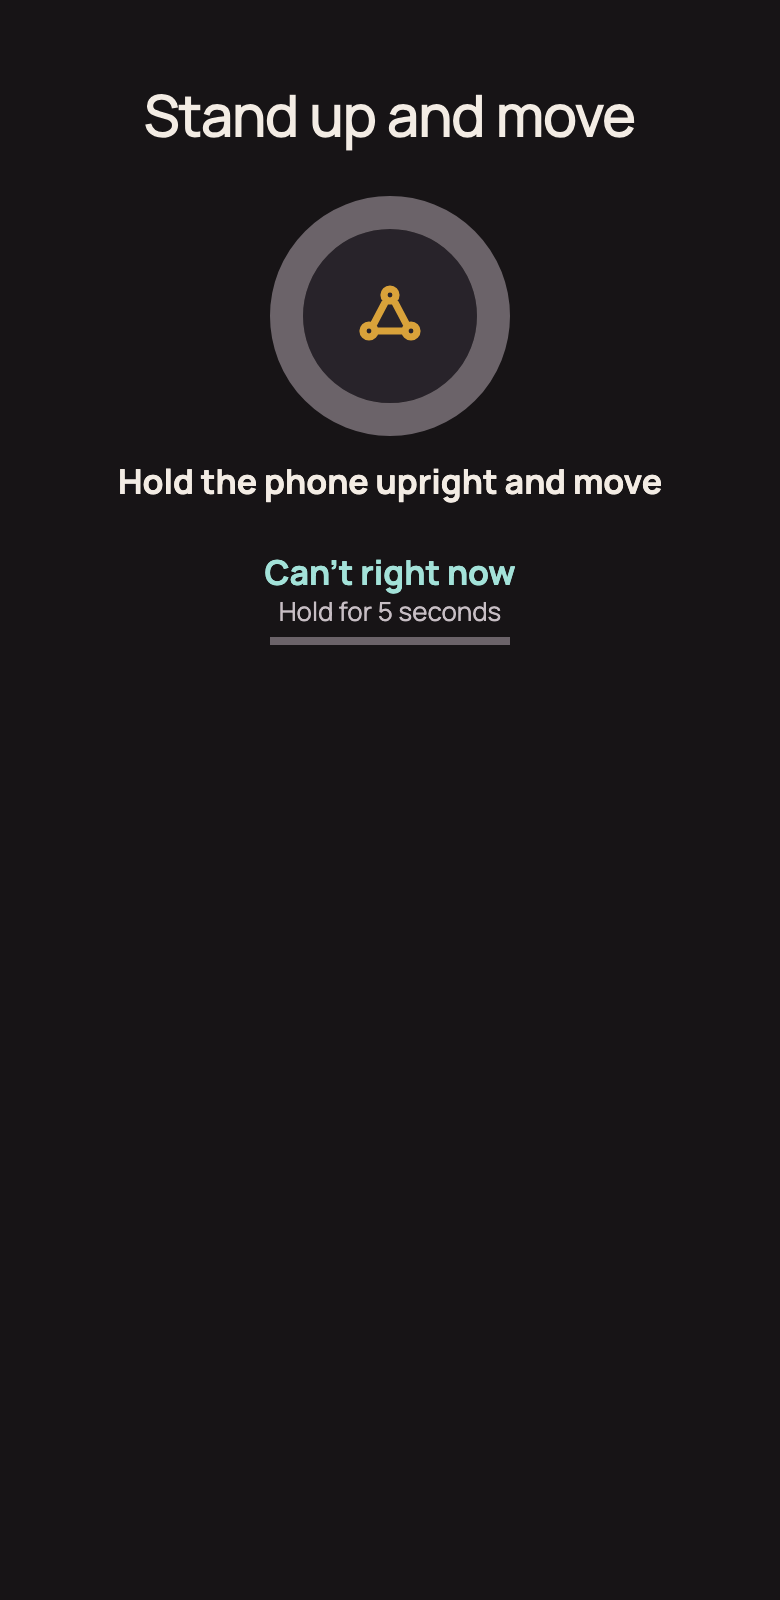 Stand up and move
Hold the phone upright and move
Can’t right now
Hold for 5 seconds